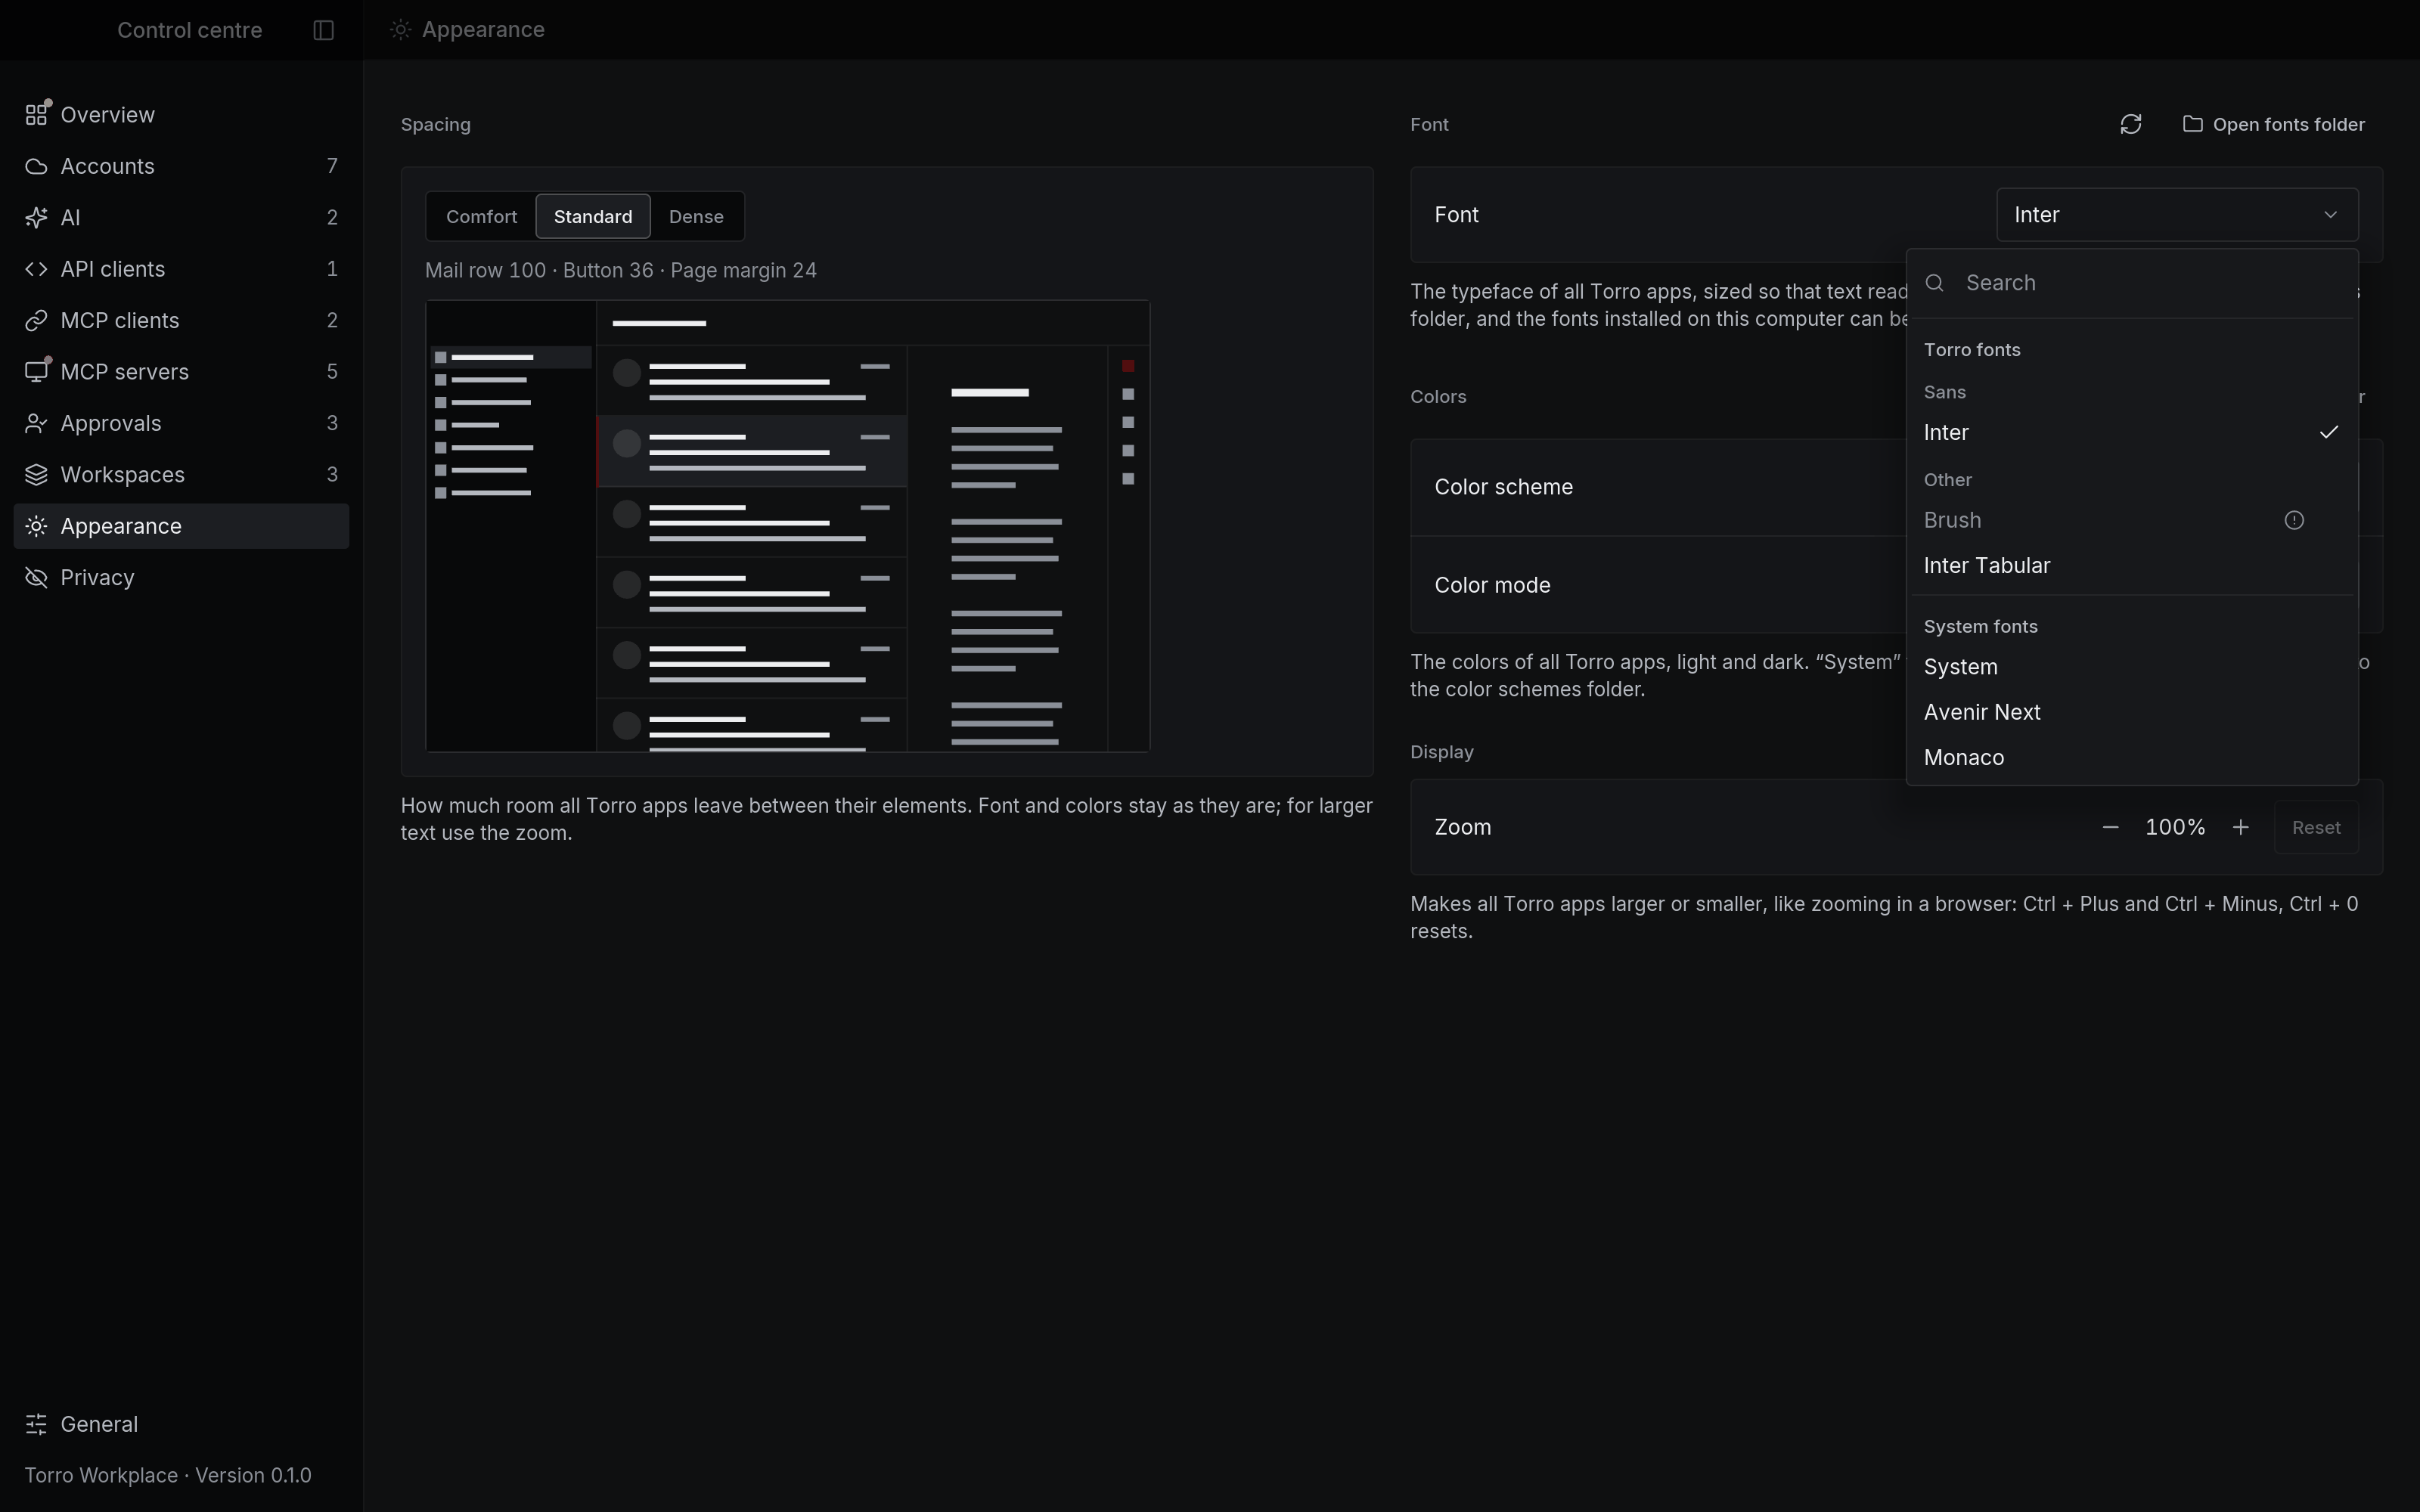 Control centre
Appearance
Overview
Accounts 7
AI 2
API clients 1
MCP clients 2
MCP servers 5
Approvals 3
Workspaces 3
Appearance
Privacy
General
Torro Workplace · Version 0.1.0
Spacing
Comfort Standard Dense
Mail row 100 · Button 36 · Page margin 24
How much room all Torro apps leave between their elements. Font and colors stay as they are; for larger
text use the zoom.
Font
Open fonts folder
Font
Inter
The typeface of all Torro apps, sized so that text
folder, and the fonts installed on this computer can
Search
Torro fonts
Sans
Inter
Other
Brush
Inter Tabular
System fonts
System
Avenir Next
Monaco
Colors
Color scheme
Color mode
The colors of all Torro apps, light and dark. “System”
the color schemes folder.
Display
Zoom
100%
Reset
Makes all Torro apps larger or smaller, like zooming in a browser: Ctrl + Plus and Ctrl + Minus, Ctrl + 0
resets.